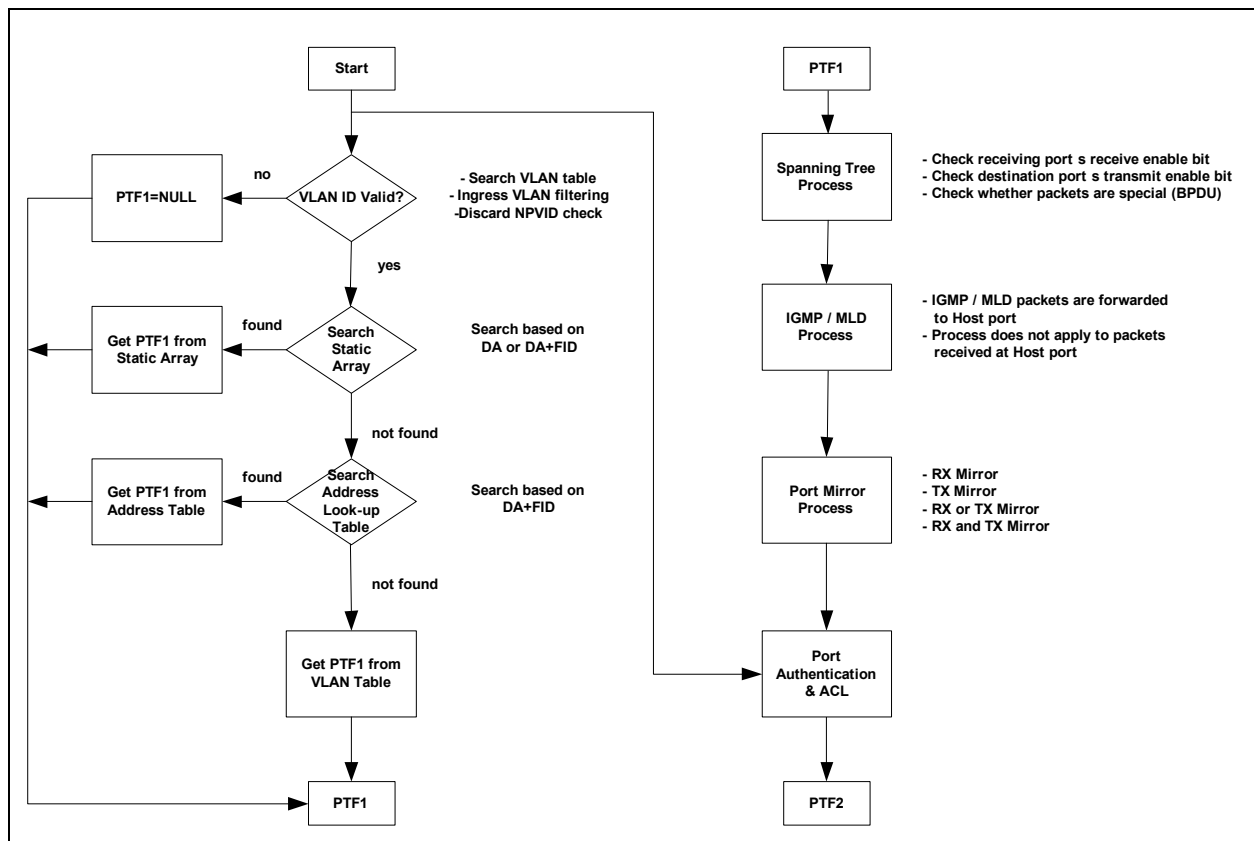 Start
VLAN ID Valid?
no
PTF1=NULL
- Search VLAN table
- Ingress VLAN filtering
-Discard NPVID check
yes
Search
Static
Array
found
Get PTF1 from
Static Array
Search based on
DA or DA+FID
not found
Search
Address
Look-up
Table
found
Get PTF1 from
Address Table
Search based on
DA+FID
not found
Get PTF1 from
VLAN Table
PTF1
PTF1
Spanning Tree
Process
- Check receiving port s receive enable bit
- Check destination port s transmit enable bit
- Check whether packets are special (BPDU)
IGMP / MLD
Process
- IGMP / MLD packets are forwarded
to Host port
- Process does not apply to packets
received at Host port
Port Mirror
Process
- RX Mirror
- TX Mirror
- RX or TX Mirror
- RX and TX Mirror
Port
Authentication
& ACL
PTF2